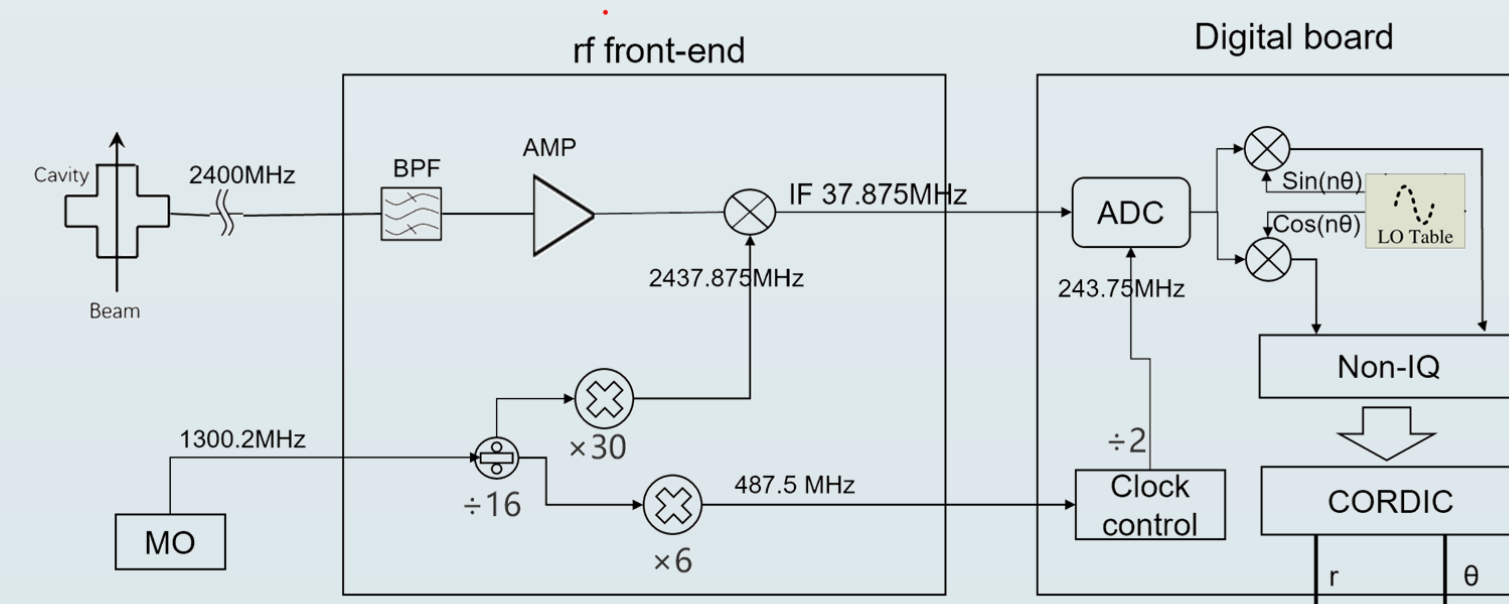 rf front-end
Digital board
Cavity
2400MHz
BPF
AMP
IF 37.875MHz
ADC
Sin(nθ)
Cos(nθ)
LO Table
Beam
2437.875MHz
243.75MHz
Non-IQ
×30
1300.2MHz
÷16
÷2
487.5 MHz
Clock
control
CORDIC
MO
×6
r
θ